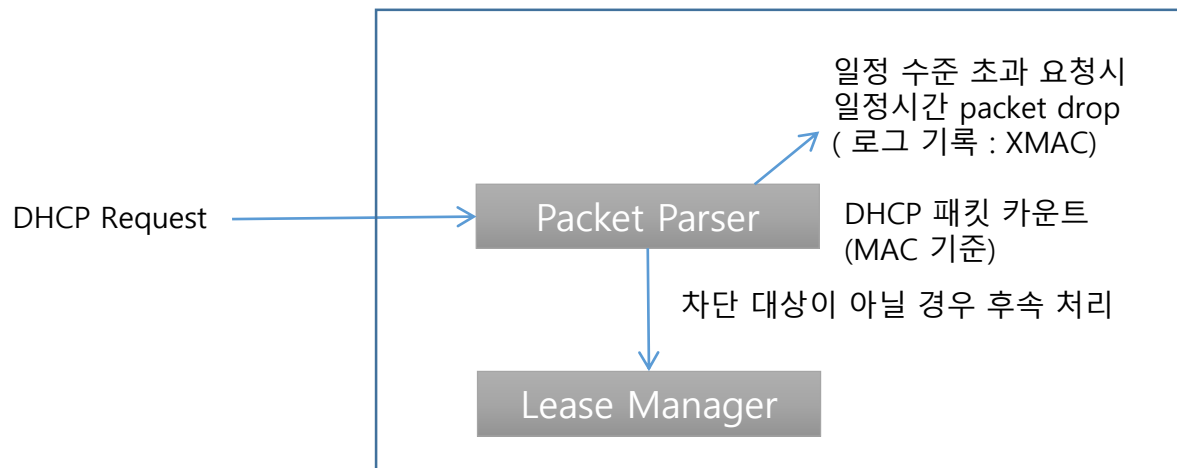 일정 수준 초과 요청시
일정시간 packet drop
( 로그 기록 : XMAC)
DHCP Request
Packet Parser
DHCP 패킷 카운트
(MAC 기준)
차단 대상이 아닐 경우 후속 처리
Lease Manager